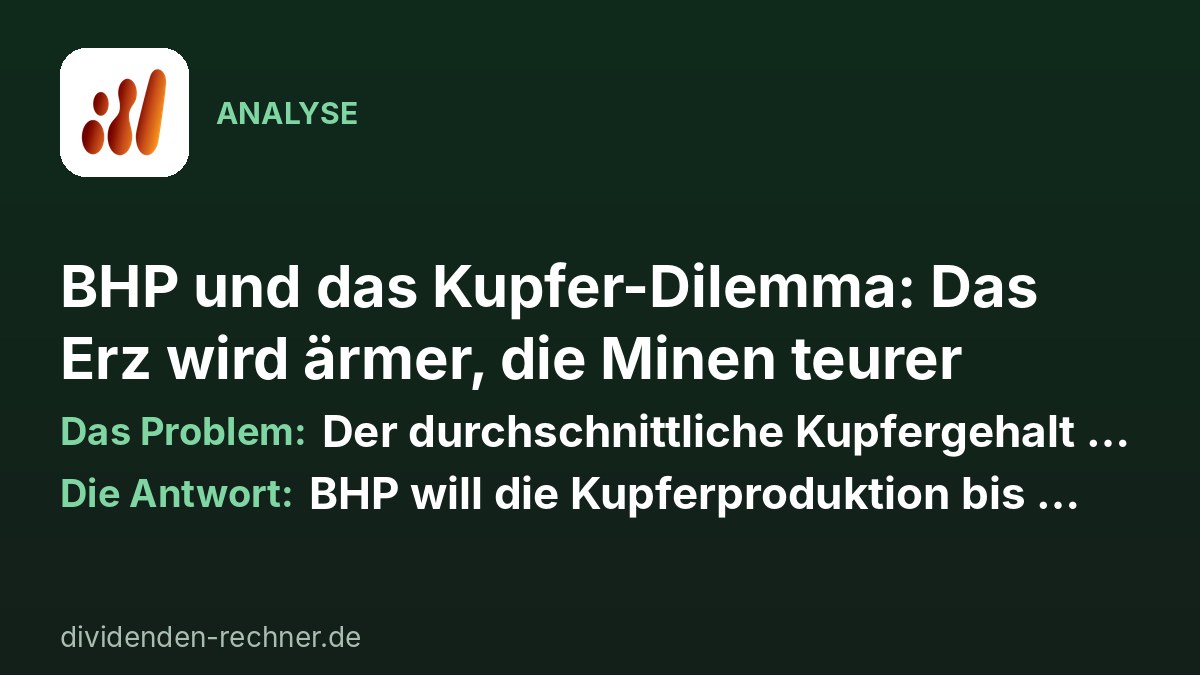 ANALYSE
BHP und das Kupfer-Dilemma: Das
Erz wird ärmer, die Minen teurer
Das Problem: Der durchschnittliche Kupfergehalt ...
Die Antwort: BHP will die Kupferproduktion bis ...
dividenden-rechner.de